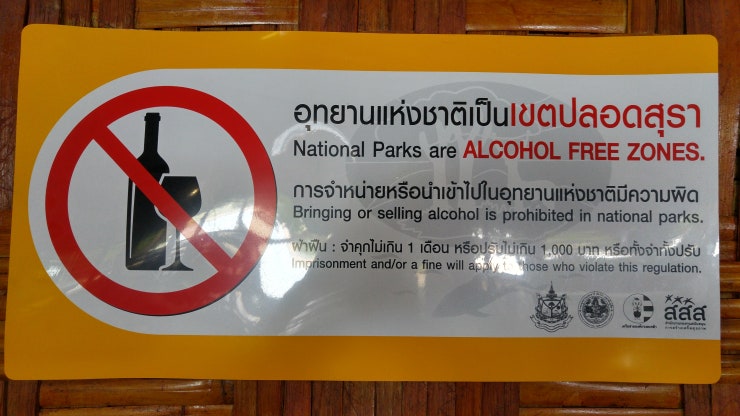 อุทยานแห่งชาติเป็นเขตปลอดสุรา
National Parks are ALCOHOL FREE ZONES.
การจำหน่ายหรือนำเข้าไปในอุทยานแห่งชาติมีความผิด
Bringing or selling alcohol is prohibited in national parks.
ฝ่าฝืน : จำคุกไม่เกิน 1 เดือน หรือปรับไม่เกิน 1,000 บาท หรือทั้งจำทั้งปรับ
Imprisonment and/or a fine will apply those who violate this regulation.
สสส